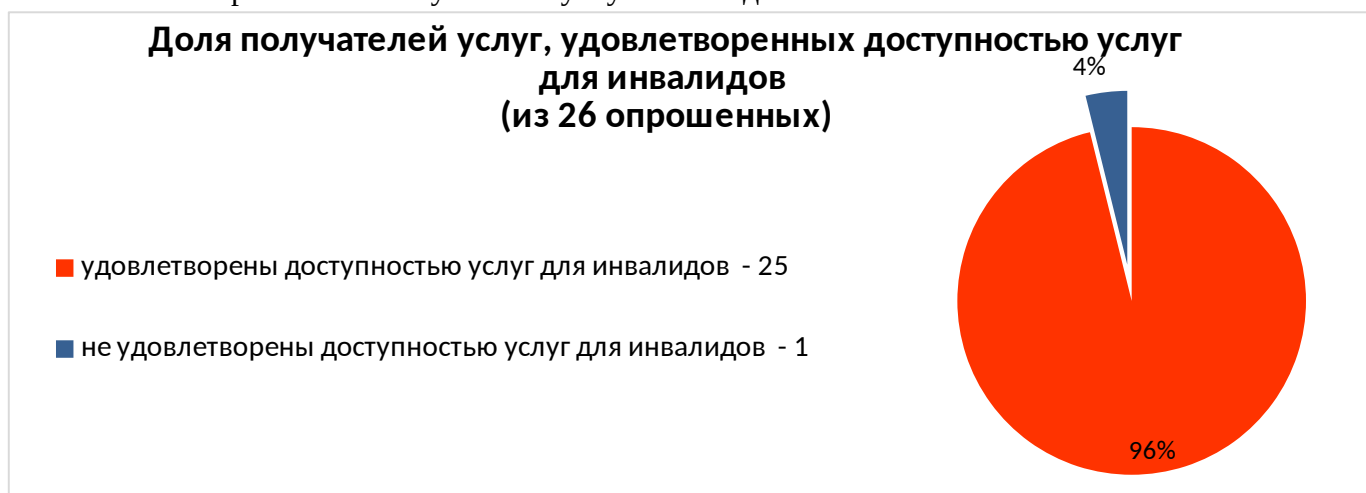 Доля получателей услуг, удовлетворенных доступностью услуг
для инвалидов
(из 26 опрошенных)
4%
удовлетворены доступностью услуг для инвалидов - 25
не удовлетворены доступностью услуг для инвалидов - 1
96%